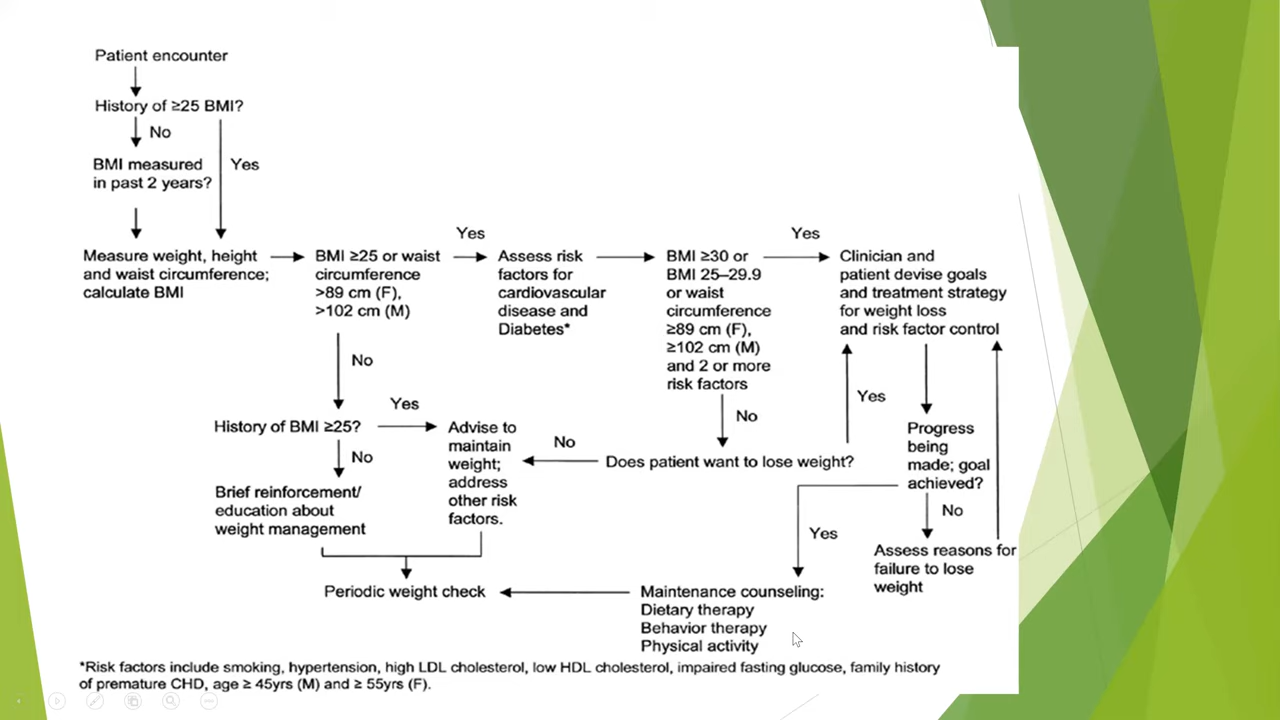 Patient encounter
History of ≥25 BMI?
No
BMI measured
in past 2 years?
Yes
Measure weight, height
and waist circumference;
calculate BMI
BMI ≥25 or waist
circumference
>89 cm (F),
>102 cm (M)
Yes
Assess risk
factors for
cardiovascular
disease and
Diabetes*
BMI ≥30 or
BMI 25–29.9
or waist
circumference
≥89 cm (F),
≥102 cm (M)
and 2 or more
risk factors
Yes
Clinician and
patient devise goals
and treatment strategy
for weight loss
and risk factor control
No
History of BMI ≥25?
Yes
No
Brief reinforcement/
education about
weight management
Advise to
maintain
weight;
address
other risk
factors.
No
Does patient want to lose weight?
No
Yes
Progress
being
made; goal
achieved?
No
Assess reasons for
failure to lose
weight
Yes
Maintenance counseling:
Dietary therapy
Behavior therapy
Physical activity
Periodic weight check
*Risk factors include smoking, hypertension, high LDL cholesterol, low HDL cholesterol, impaired fasting glucose, family history
of premature CHD, age ≥ 45yrs (M) and ≥ 55yrs (F).